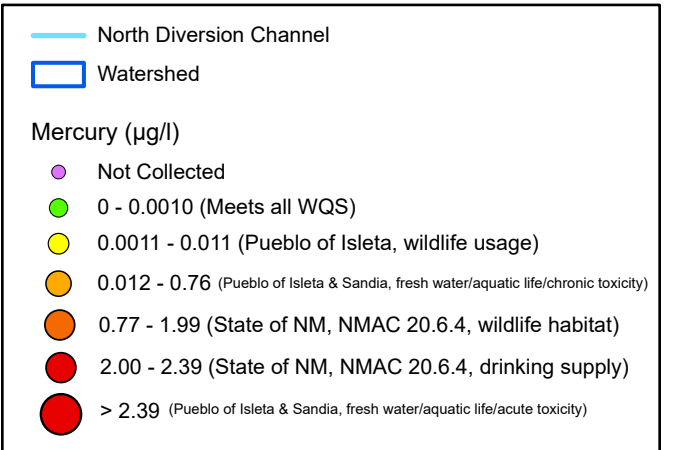 North Diversion Channel
Watershed
Mercury (µg/l)
Not Collected
0 - 0.0010 (Meets all WQS)
0.0011 - 0.011 (Pueblo of Isleta, wildlife usage)
0.012 - 0.76 (Pueblo of Isleta & Sandia, fresh water/aquatic life/chronic toxicity)
0.77 - 1.99 (State of NM, NMAC 20.6.4, wildlife habitat)
2.00 - 2.39 (State of NM, NMAC 20.6.4, drinking supply)
> 2.39 (Pueblo of Isleta & Sandia, fresh water/aquatic life/acute toxicity)